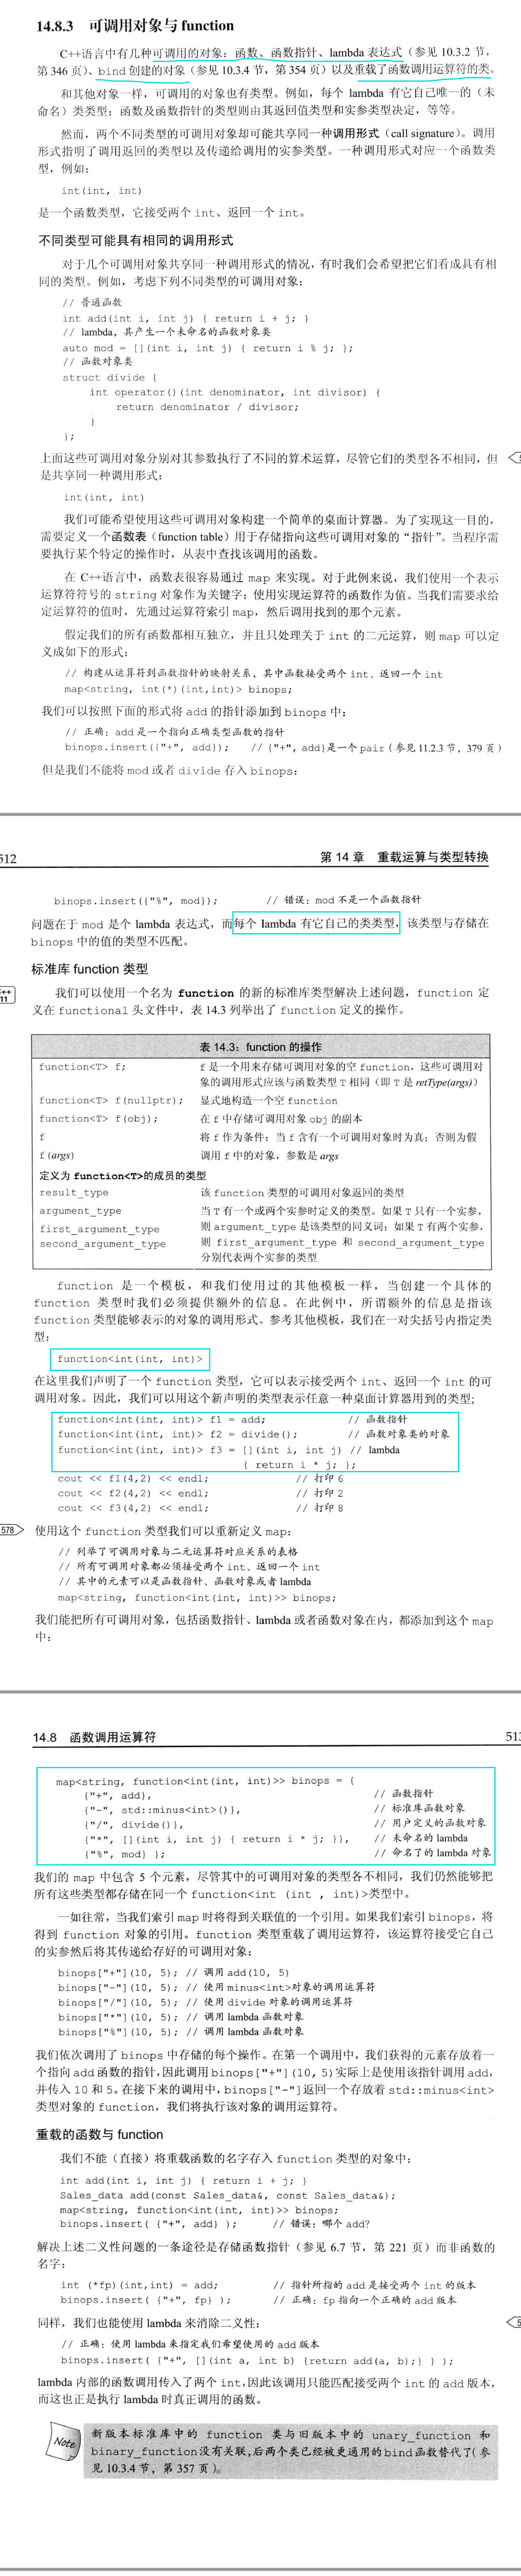 14.8.3 可调用对象与 function
C++语言中有几种可调用的对象：函数、函数指针、lambda 表达式（参见 10.3.2 节，
第 346 页）、bind 创建的对象（参见 10.3.4 节，第 354 页）以及重载了函数调用运算符的类。
和其他对象一样，可调用的对象也有类型。例如，每个 lambda 有它自己唯一的（未
命名）类类型；函数及函数指针的类型则由其返回值类型和实参类型决定，等等。
然而，两个不同类型的可调用对象却可能共享同一种调用形式（call signature）。调用
形式指明了调用返回的类型以及传递给调用的实参类型。一种调用形式对应一个函数类
型，例如：
int(int, int)
是一个函数类型，它接受两个 int、返回一个 int。
不同类型可能具有相同的调用形式
对于几个可调用对象共享同一种调用形式的情况，有时我们会希望把它们看成具有相
同的类型。例如，考虑下列不同类型的可调用对象：
// 普通函数
int add(int i, int j) { return i + j; }
// lambda，其产生一个未命名的函数对象类
auto mod = [](int i, int j) { return i % j; };
// 函数对象类
struct divide {
int operator()(int denominator, int divisor) {
return denominator / divisor;
}
};
上面这些可调用对象分别对其参数执行了不同的算术运算，尽管它们的类型各不相同，但
是共享同一种调用形式：
int(int, int)
我们可能希望使用这些可调用对象构建一个简单的桌面计算器。为了实现这一目的，
需要定义一个函数表（function table）用于存储指向这些可调用对象的“指针”。当程序需
要执行某个特定的操作时，从表中查找该调用的函数。
在 C++语言中，函数表很容易通过 map 来实现。对于此例来说，我们使用一个表示
运算符符号的 string 对象作为关键字；使用实现运算符的函数作为值。当我们需要求给
定运算符的值时，先通过运算符索引 map，然后调用找到的那个元素。
假定我们的所有函数都相互独立，并且只处理关于 int 的二元运算，则 map 可以定
义成如下的形式：
// 构建从运算符到函数指针的映射关系，其中函数接受两个 int、返回一个 int
map<string, int(*)(int,int)> binops;
我们可以按照下面的形式将 add 的指针添加到 binops 中：
// 正确：add 是一个指向正确类型函数的指针
binops.insert({"+", add}); // {"+", add}是一个 pair（参见 11.2.3 节，379 页）
但是我们不能将 mod 或者 divide 存入 binops：
512 第 14 章 重载运算与类型转换
binops.insert({"%", mod}); // 错误：mod 不是一个函数指针
问题在于 mod 是个 lambda 表达式，而每个 lambda 有它自己的类类型，该类型与存储在
binops 中的值的类型不匹配。
标准库 function 类型
C++
11
我们可以使用一个名为 function 的新的标准库类型解决上述问题，function 定
义在 functional 头文件中，表 14.3 列举出了 function 定义的操作。
表 14.3：function 的操作
function<T> f; f 是一个用来存储可调用对象的空 function，这些可调用对
象的调用形式应该与函数类型 T 相同（即 T 是 retType(args)）
function<T> f(nullptr); 显式地构造一个空 function
function<T> f(obj); 在 f 中存储可调用对象 obj 的副本
f 将 f 作为条件：当 f 含有一个可调用对象时为真；否则为假
f(args) 调用 f 中的对象，参数是 args
定义为 function<T>的成员的类型
result_type 该 function 类型的可调用对象返回的类型
argument_type 当 T 有一个或两个实参时定义的类型。如果 T 只有一个实参，
first_argument_type 则 argument_type 是该类型的同义词；如果 T 有两个实参，
second_argument_type 则 first_argument_type 和 second_argument_type
分别代表两个实参的类型
function 是一个模板，和我们使用过的其他模板一样，当创建一个具体的
function 类型时我们必须提供额外的信息。在此例中，所谓额外的信息是指该
function 类型能够表示的对象的调用形式。参考其他模板，我们在一对尖括号内指定类
型：
function<int(int, int)>
在这里我们声明了一个 function 类型，它可以表示接受两个 int、返回一个 int 的可
调用对象。因此，我们可以用这个新声明的类型表示任意一种桌面计算器用到的类型；
function<int(int, int)> f1 = add; // 函数指针
function<int(int, int)> f2 = divide(); // 函数对象类的对象
function<int(int, int)> f3 = [](int i, int j) // lambda
{ return i * j; };
cout << f1(4,2) << endl; // 打印 6
cout << f2(4,2) << endl; // 打印 2
cout << f3(4,2) << endl; // 打印 8
578 使用这个 function 类型我们可以重新定义 map：
// 列举了可调用对象与二元运算符对应关系的表格
// 所有可调用对象都必须接受两个 int、返回一个 int
// 其中的元素可以是函数指针、函数对象或者 lambda
map<string, function<int(int, int)>> binops;
我们能把所有可调用对象，包括函数指针、lambda 或者函数对象在内，都添加到这个 map
中：
14.8 函数调用运算符 513
map<string, function<int(int, int)>> binops = {
{"+", add}, // 函数指针
{"-", std::minus<int>()}, // 标准库函数对象
{"/", divide()}, // 用户定义的函数对象
{"*", [](int i, int j) { return i * j; }}, // 未命名的 lambda
{"%", mod} }; // 命名了的 lambda 对象
我们的 map 中包含 5 个元素，尽管其中的可调用对象的类型各不相同，我们仍然能够把
所有这些类型都存储在同一个 function<int (int , int)>类型中。
一如往常，当我们索引 map 时将得到关联值的一个引用。如果我们索引 binops，将
得到 function 对象的引用。function 类型重载了调用运算符，该运算符接受它自己
的实参然后将其传递给存好的可调用对象：
binops["+"](10, 5); // 调用 add(10, 5)
binops["-"](10, 5); // 使用 minus<int>对象的调用运算符
binops["/"](10, 5); // 使用 divide 对象的调用运算符
binops["*"](10, 5); // 调用 lambda 函数对象
binops["%"](10, 5); // 调用 lambda 函数对象
我们依次调用了 binops 中存储的每个操作。在第一个调用中，我们获得的元素存放着一
个指向 add 函数的指针，因此调用 binops["+"](10, 5)实际上是使用该指针调用 add，
并传入 10 和 5。在接下来的调用中，binops["-"]返回一个存放着 std::minus<int>
类型对象的 function，我们将执行该对象的调用运算符。
重载的函数与 function
我们不能（直接）将重载函数的名字存入 function 类型的对象中：
int add(int i, int j) { return i + j; }
Sales_data add(const Sales_data&, const Sales_data&);
map<string, function<int(int, int)>> binops;
binops.insert( {"+", add} ); // 错误：哪个 add?
解决上述二义性问题的一条途径是存储函数指针（参见 6.7 节，第 221 页）而非函数的
名字：
int (*fp)(int,int) = add; // 指针所指的 add 是接受两个 int 的版本
binops.insert( {"+", fp} ); // 正确：fp 指向一个正确的 add 版本
同样，我们也能使用 lambda 来消除二义性：
// 正确：使用 lambda 来指定我们希望使用的 add 版本
binops.insert( {"+", [](int a, int b) {return add(a, b);} } );
lambda 内部的函数调用传入了两个 int，因此该调用只能匹配接受两个 int 的 add 版本，
而这也正是执行 lambda 时真正调用的函数。
Note
新版本标准库中的 function 类与旧版本中的 unary_function 和
binary_function没有关联，后两个类已经被更通用的bind函数替代了（参
见 10.3.4 节，第 357 页）。